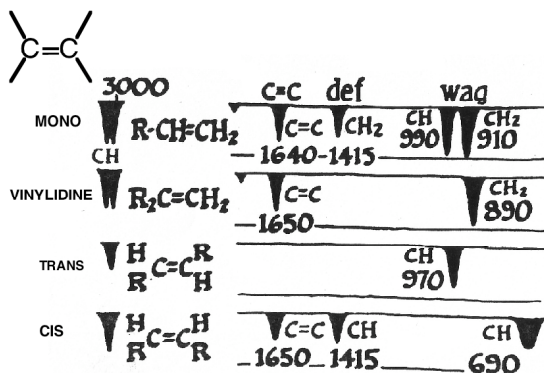 C=C
3000 C=C def wag
MONO R-CH=CH₂ C=C CH₂ CH CH₂
990 910
CH 1640-1415
VINYLIDINE R₂C=CH₂ C=C CH₂
1650 890
TRANS H R CH
C=C 970
R H
CIS H H C=C CH CH
C=C
R R 1650 1415 690